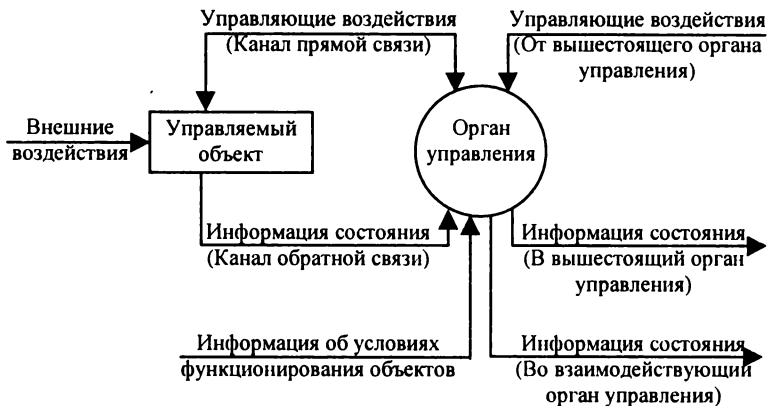 Управляющие воздействия
(Канал прямой связи)
Управляющие воздействия
(От вышестоящего органа
управления)
Внешние
воздействия
Управляемый
объект
Орган
управления
Информация состояния
(Канал обратной связи)
Информация состояния
(В вышестоящий орган
управления)
Информация об условиях
функционирования объектов
Информация состояния
(Во взаимодействующий
орган управления)